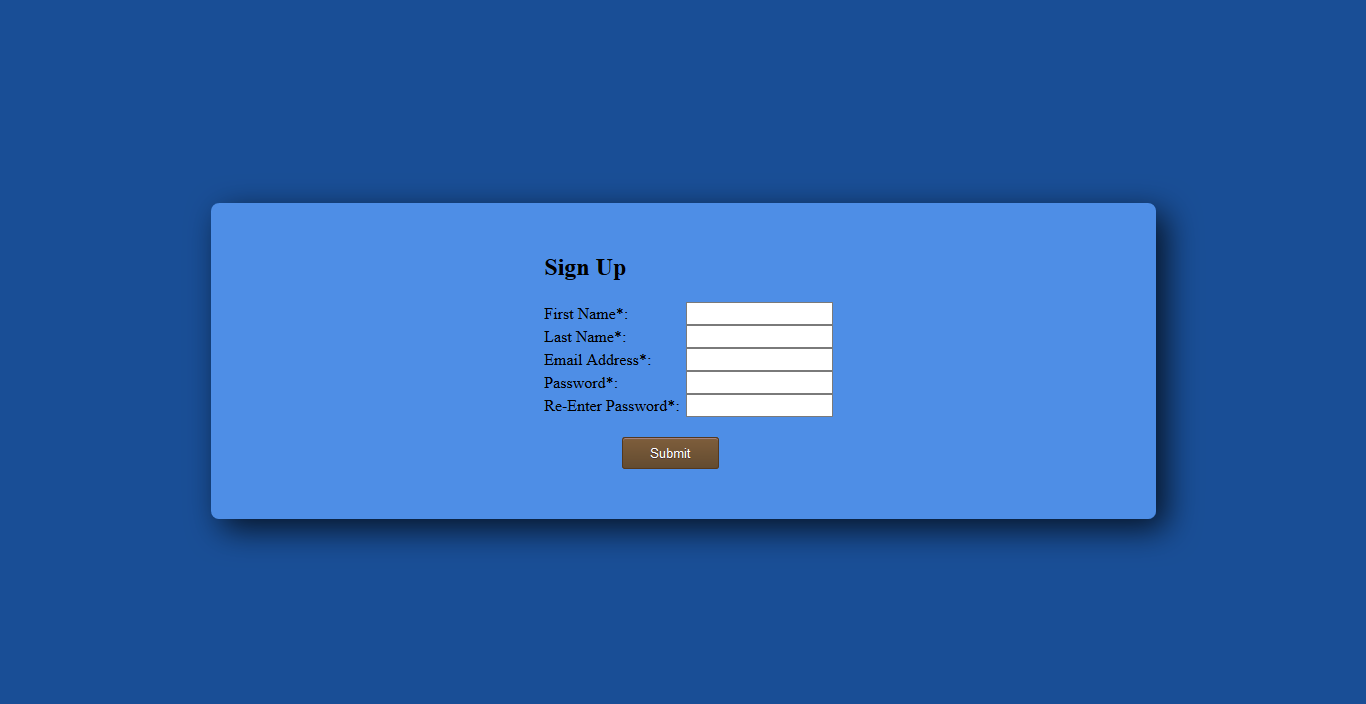 Sign Up
First Name*:
Last Name*:
Email Address*:
Password*:
Re-Enter Password*:
Submit